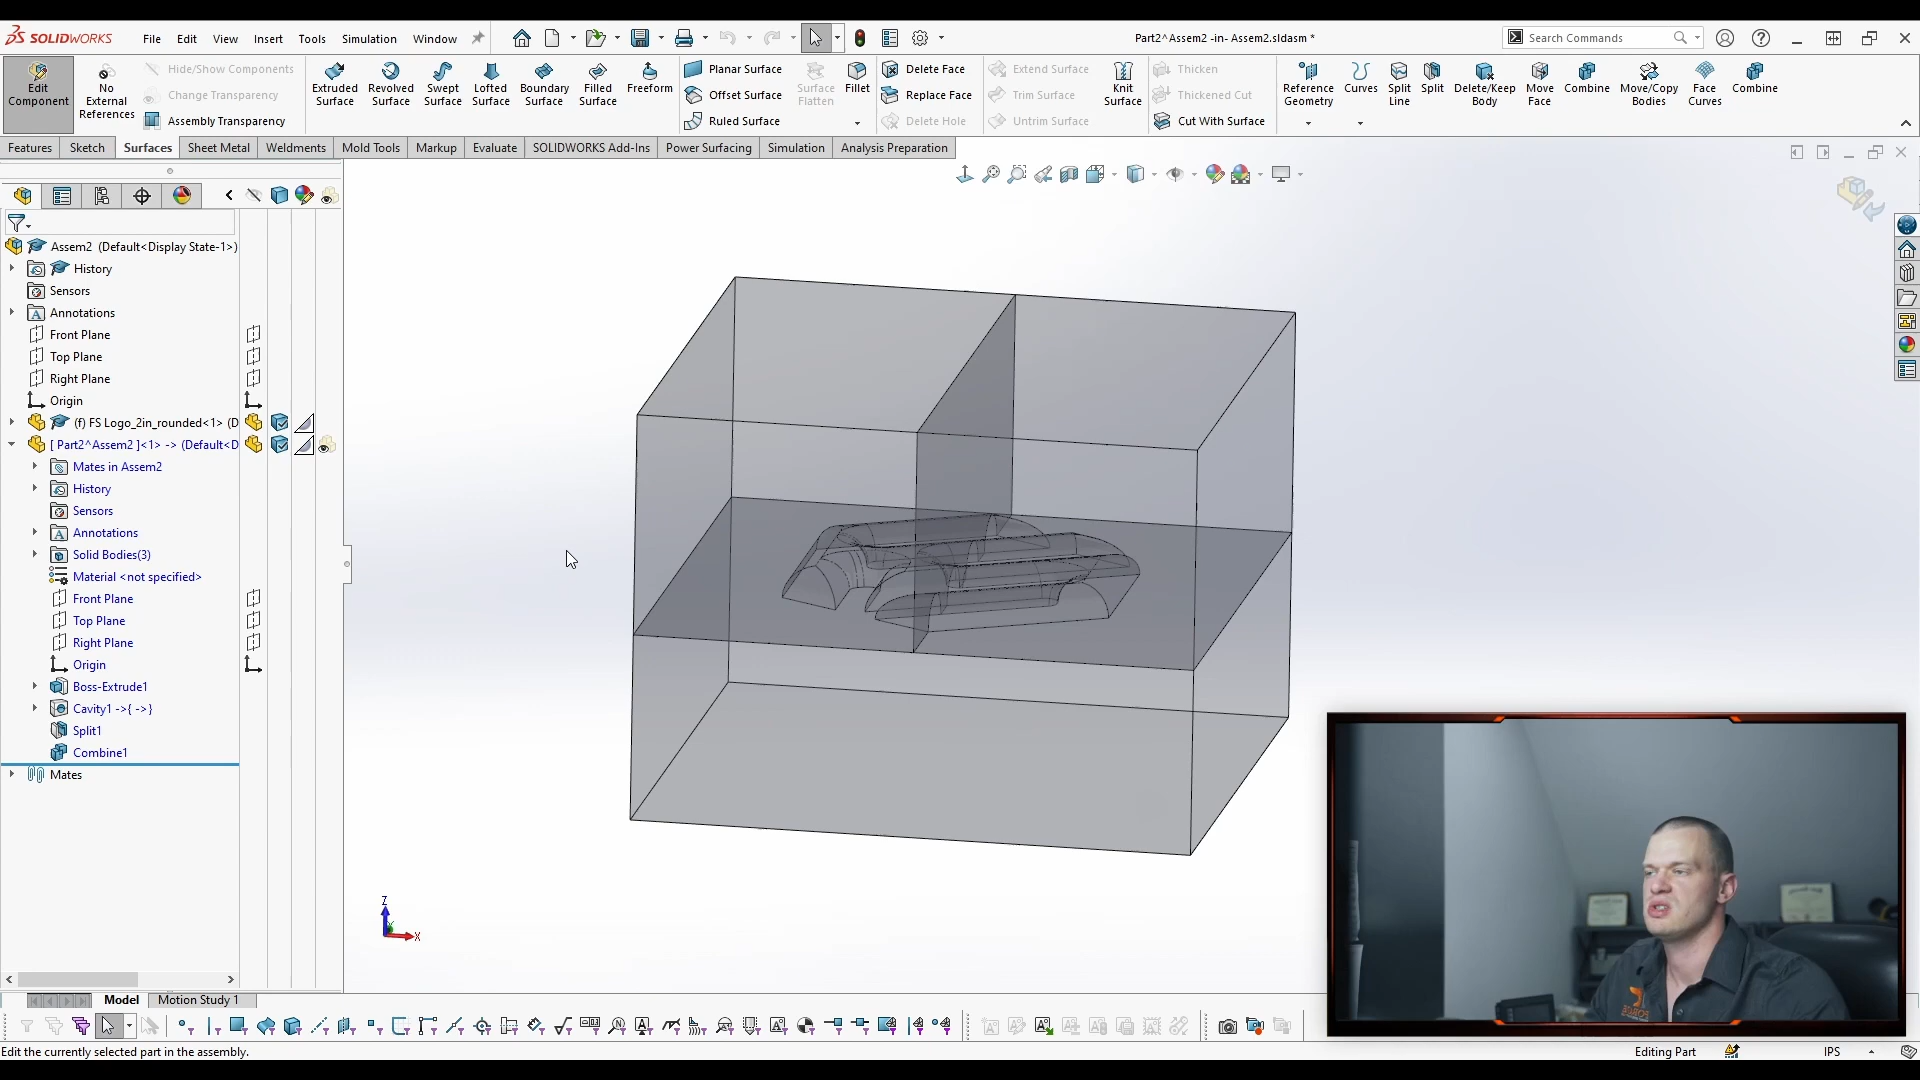 SOLIDWORKS File Edit View Insert Tools Simulation Window
Part2^Assem2 -in- Assem2.sldasm *
Search Commands
Edit Component
No External References
Hide/Show Components
Change Transparency
Assembly Transparency
Extruded Surface
Revolved Surface
Swept Surface
Lofted Surface
Boundary Surface
Filled Surface
Freeform
Planar Surface
Offset Surface
Ruled Surface
Surface Flatten
Fillet
Delete Face
Replace Face
Delete Hole
Extend Surface
Trim Surface
Untrim Surface
Knit Surface
Thicken
Thickened Cut
Cut With Surface
Reference Geometry
Curves
Split Line
Split
Delete/Keep Body
Move Face
Combine
Move/Copy Bodies
Face Curves
Combine
Features Sketch Surfaces Sheet Metal Weldments Mold Tools Markup Evaluate SOLIDWORKS Add-Ins Power Surfacing Simulation Analysis Preparation
Assem2 (Default<Display State-1>)
History
Sensors
Annotations
Front Plane
Top Plane
Right Plane
Origin
(f) FS Logo_2in_rounded<1> (D
[ Part2^Assem2 ]<1> -> (Default<D
Mates in Assem2
History
Sensors
Annotations
Solid Bodies(3)
Material <not specified>
Front Plane
Top Plane
Right Plane
Origin
Boss-Extrude1
Cavity1 ->{ ->}
Split1
Combine1
Mates
Z
X
Model Motion Study 1
Edit the currently selected part in the assembly.
Editing Part
IPS